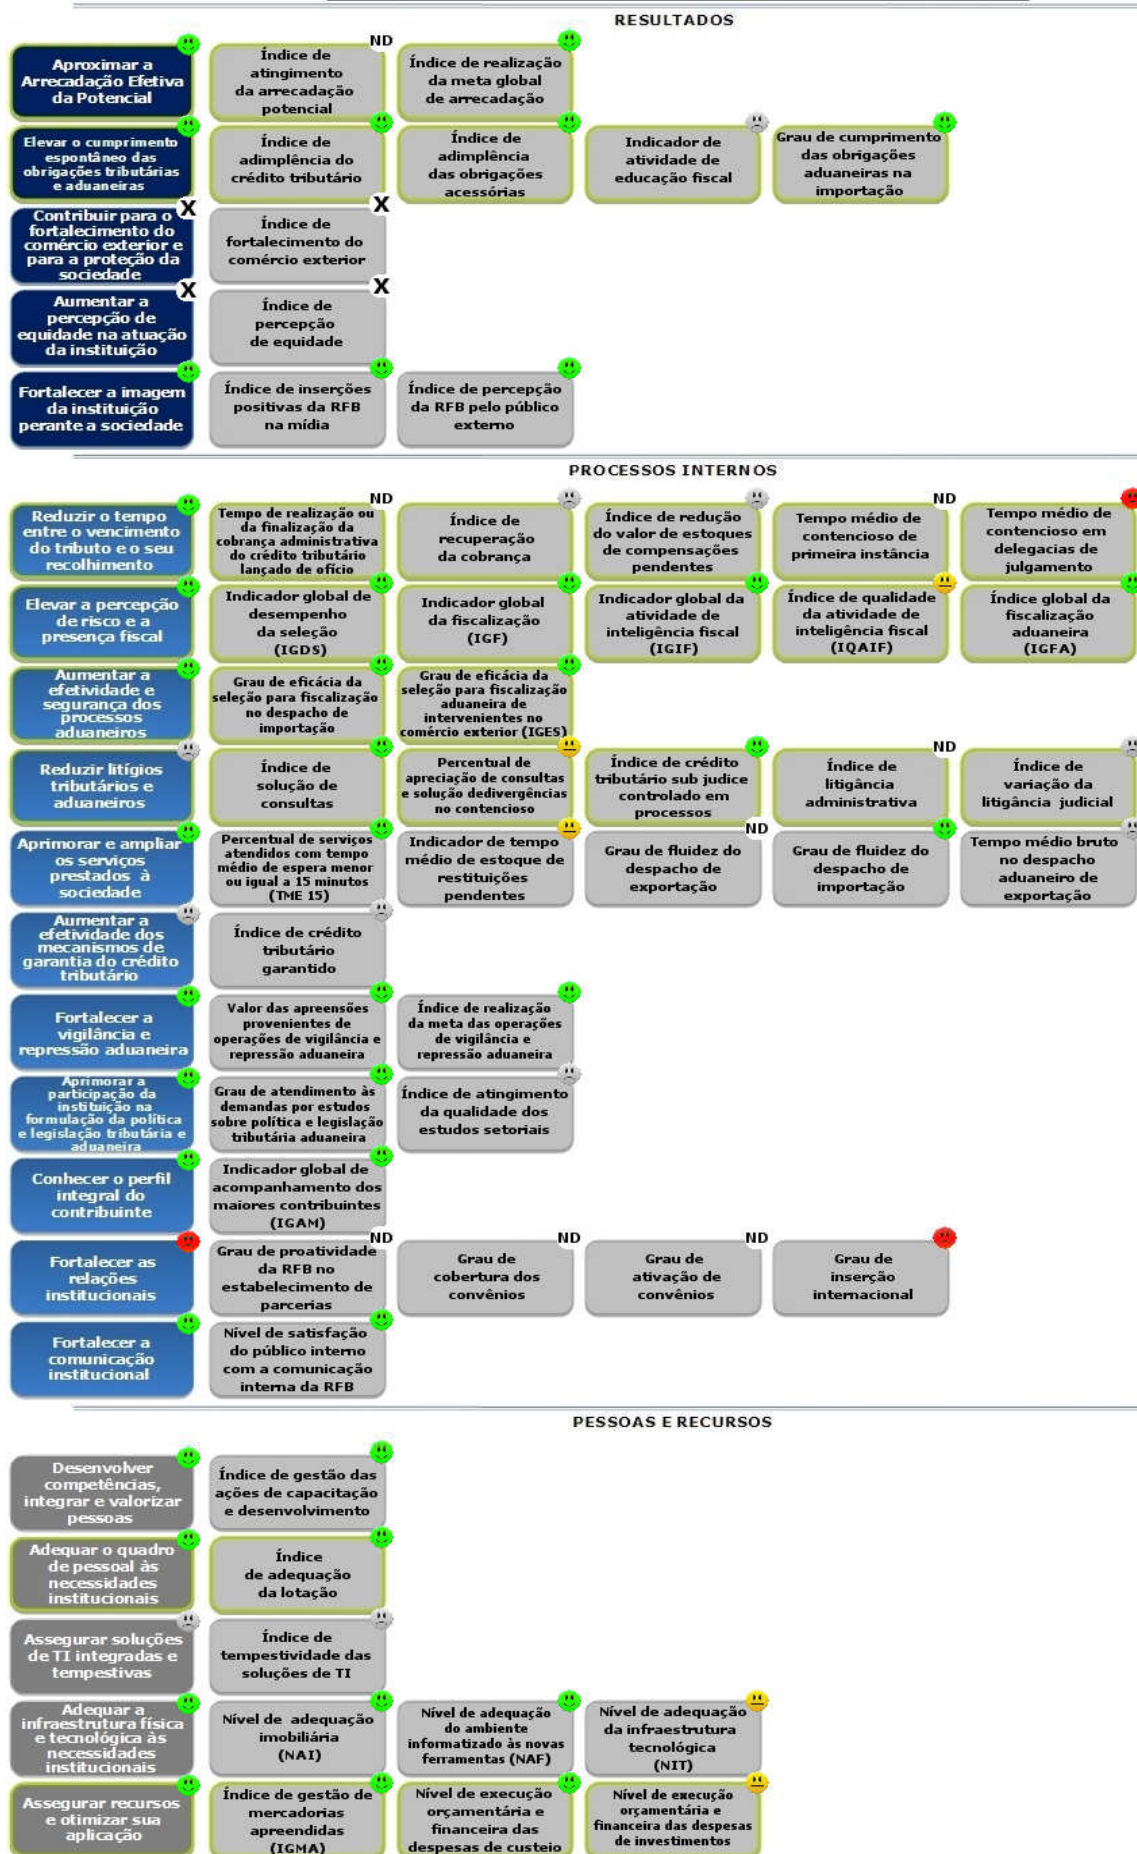 RESULTADOS
Aproximar a
Arrecadação Efetiva
da Potencial
ND
Índice de
atingimento
da arrecadação
potencial
Índice de realização
da meta global
de arrecadação
Elevar o cumprimento
espontâneo das
obrigações tributárias
e aduaneiras
Índice de
adimplência do
crédito tributário
Índice de
adimplência
das obrigações
acessórias
Indicador de
atividade de
educação fiscal
Grau de cumprimento
das obrigações
aduaneiras na
importação
X
Contribuir para o
fortalecimento do
comércio exterior e
para a proteção da
sociedade
X
Índice de
fortalecimento do
comércio exterior
X
Aumentar a
percepção de
equidade na atuação
da instituição
X
Índice de
percepção
de equidade
Fortalecer a imagem
da instituição
perante a sociedade
Índice de inserções
positivas da RFB
na mídia
Índice de percepção
da RFB pelo público
externo
PROCESSOS INTERNOS
Reduzir o tempo
entre o vencimento
do tributo e o seu
recolhimento
ND
Tempo de realização ou
da finalização da
cobrança administrativa
do crédito tributário
lançado de ofício
Índice de
recuperação
da cobrança
Índice de redução
do valor de estoques
de compensações
pendentes
ND
Tempo médio de
contencioso de
primeira instância
Tempo médio de
contencioso em
delegacias de
julgamento
Elevar a percepção
de risco e a
presença fiscal
Indicador global de
desempenho
da seleção
(IGDS)
Indicador global
da fiscalização
(IGF)
Indicador global da
atividade de
inteligência fiscal
(IGIF)
Índice de qualidade
da atividade de
inteligência fiscal
(IQAIF)
Índice global da
fiscalização
aduaneira
(IGFA)
Aumentar a
efetividade e
segurança dos
processos
aduaneiros
Grau de eficácia da
seleção para fiscalização
no despacho de
importação
Grau de eficácia da
seleção para fiscalização
aduaneira de
intervenientes no
comércio exterior (IGES)
Reduzir litígios
tributários e
aduaneiros
Índice de
solução de
consultas
Percentual de
apreciação de consultas
e solução dedivergências
no contencioso
Índice de crédito
tributário sub judice
controlado em
processos
ND
Índice de
litigância
administrativa
Índice de
variação da
litigância judicial
Aprimorar e ampliar
os serviços
prestados à
sociedade
Percentual de serviços
atendidos com tempo
médio de espera menor
ou igual a 15 minutos
(TME 15)
Indicador de tempo
médio de estoque de
restituições
pendentes
ND
Grau de fluidez do
despacho de
exportação
Grau de fluidez do
despacho de
importação
Tempo médio bruto
no despacho
aduaneiro de
exportação
Aumentar a
efetividade dos
mecanismos de
garantia do crédito
tributário
Índice de crédito
tributário
garantido
Fortalecer a
vigilância e
repressão aduaneira
Valor das apreensões
provenientes de
operações de vigilância e
repressão aduaneira
Índice de realização
da meta das operações
de vigilância e
repressão aduaneira
Aprimorar a
participação da
instituição na
formulação da política
e legislação tributária e
aduaneira
Grau de atendimento às
demandas por estudos
sobre política e legislação
tributária aduaneira
Índice de atingimento
da qualidade dos
estudos setoriais
Conhecer o perfil
integral do
contribuinte
Indicador global de
acompanhamento dos
maiores contribuintes
(IGAM)
Fortalecer as
relações
institucionais
ND
Grau de proatividade
da RFB no
estabelecimento de
parcerias
ND
Grau de
cobertura dos
convênios
ND
Grau de
ativação de
convênios
Grau de
inserção
internacional
Fortalecer a
comunicação
institucional
Nível de satisfação
do público interno
com a comunicação
interna da RFB
PESSOAS E RECURSOS
Desenvolver
competências,
integrar e valorizar
pessoas
Índice de gestão das
ações de capacitação
e desenvolvimento
Adequar o quadro
de pessoal às
necessidades
institucionais
Índice
de adequação
da lotação
Assegurar soluções
de TI integradas e
tempestivas
Índice de
tempestividade das
soluções de TI
Adequar a
infraestrutura física
e tecnológica às
necessidades
institucionais
Nível de adequação
imobiliária
(NAI)
Nível de adequação
do ambiente
informatizado às novas
ferramentas (NAF)
Nível de adequação
da infraestrutura
tecnológica
(NIT)
Assegurar recursos
e otimizar sua
aplicação
Índice de gestão de
mercadorias
apreendidas
(IGMA)
Nível de execução
orçamentária e
financeira das
despesas de custeio
Nível de execução
orçamentária e
financeira das despesas
de investimentos